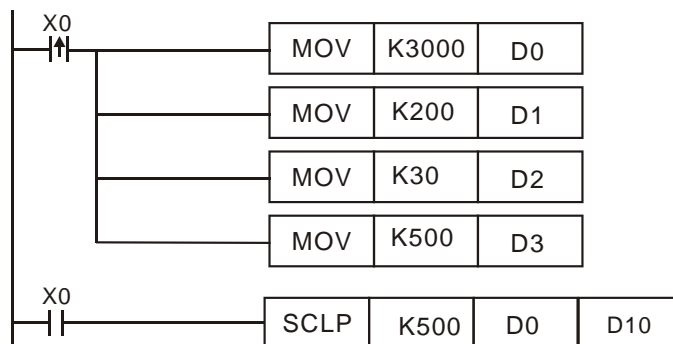 X0
MOV K3000 D0
MOV K200 D1
MOV K30 D2
MOV K500 D3
X0
SCLP K500 D0 D10